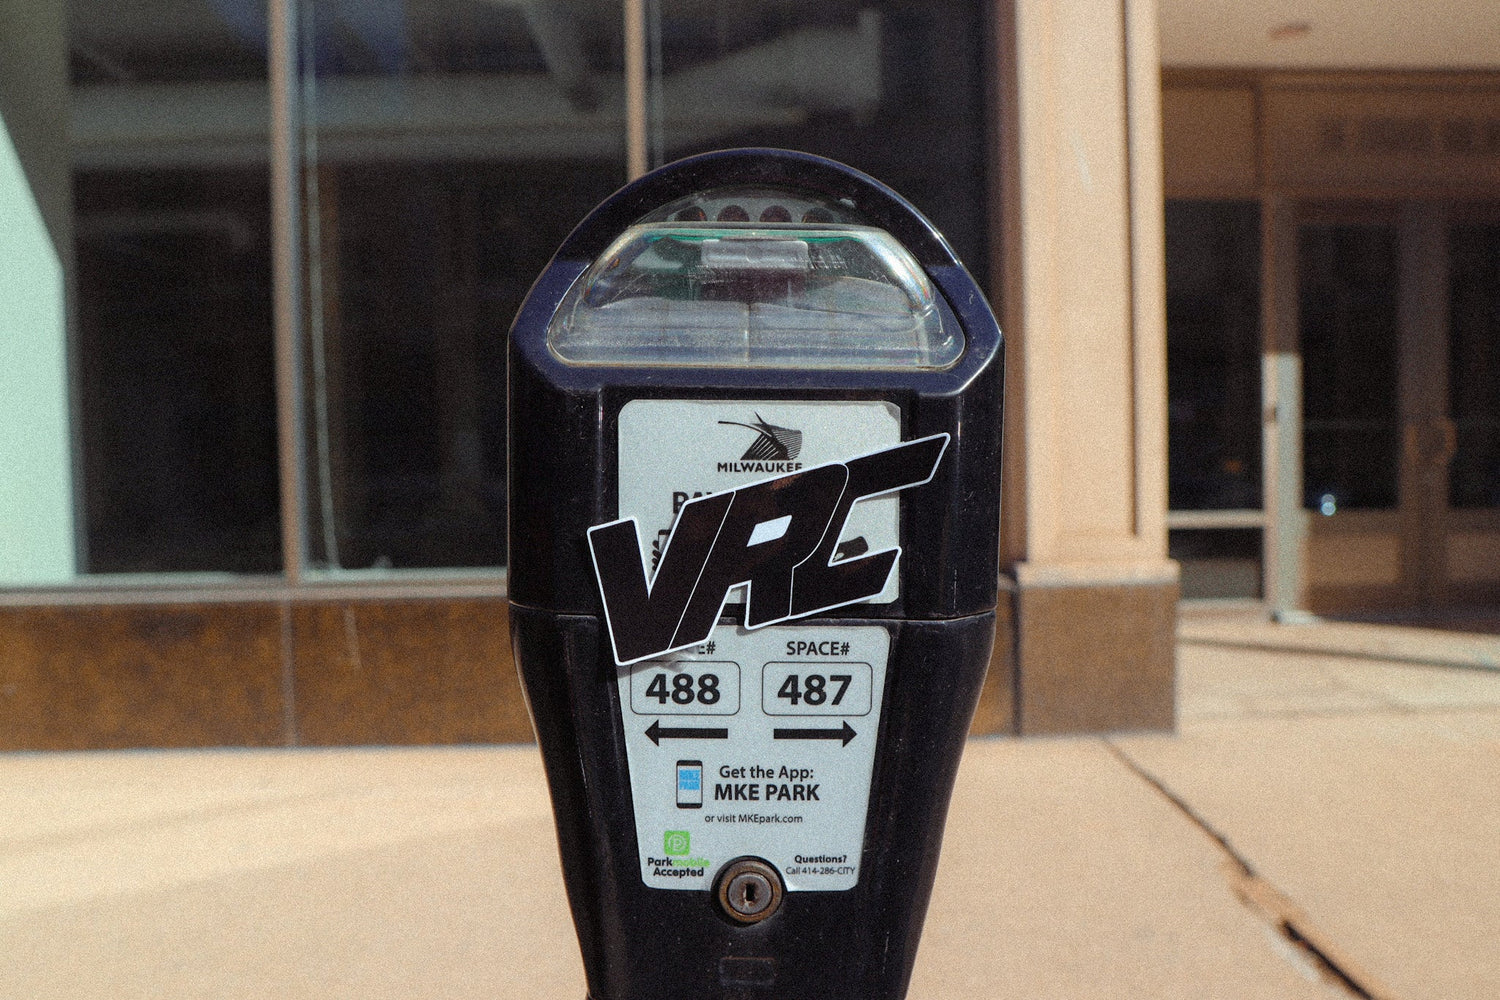 MILWAUKEE
VRC
SPACE#
488
487
Get the App:
MKE PARK
or visit MKEpark.com
Parkmobile
Accepted
Questions?
Call 414-286-CITY